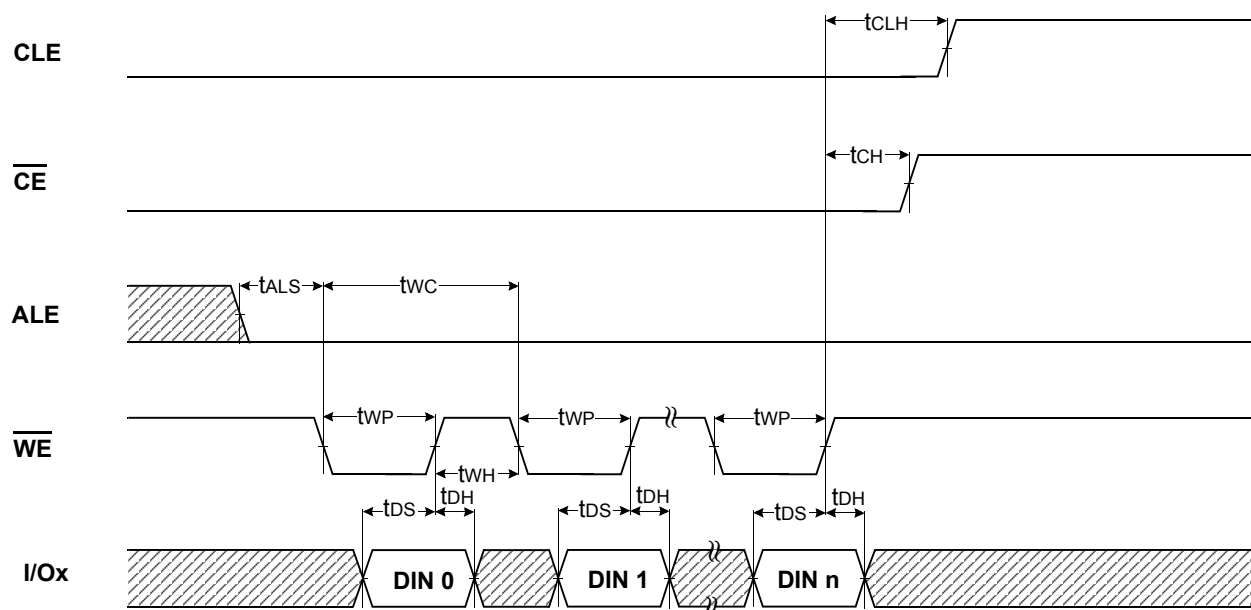 CLE
tCLH
CE
tCH
ALE
tALS
tWC
WE
tWP
tWP
tWP
tWH
I/Ox
tDS
tDH
tDS
tDH
tDS
tDH
DIN 0
DIN 1
DIN n